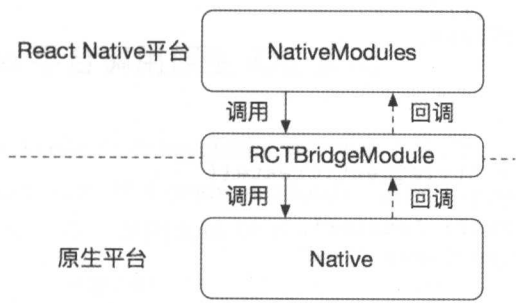 React Native平台
NativeModules
调用
回调
RCTBridgeModule
调用
回调
原生平台
Native